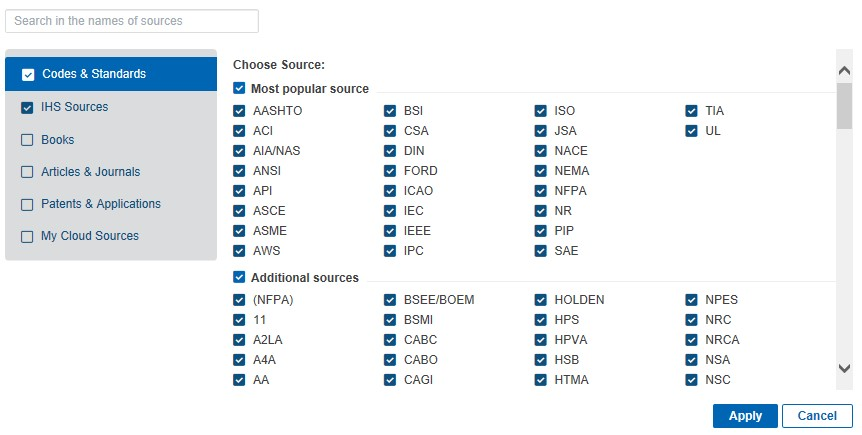 Search in the names of sources
Codes & Standards
IHS Sources
Books
Articles & Journals
Patents & Applications
My Cloud Sources
Choose Source:
Most popular source
AASHTO BSI ISO TIA
ACI CSA JSA UL
AIA/NAS DIN NACE
ANSI FORD NEMA
API ICAO NFPA
ASCE IEC NR
ASME IEEE PIP
AWS IPC SAE
Additional sources
(NFPA) BSEE/BOEM HOLDEN NPES
11 BSMI HPS NRC
A2LA CABC HPVA NRCA
A4A CABO HSB NSA
AA CAGI HTMA NSC
Apply Cancel